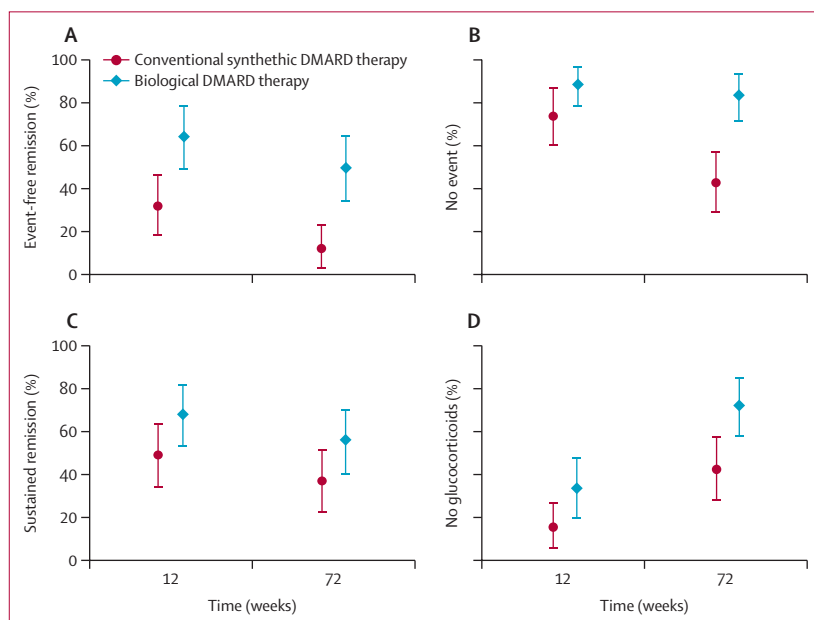 A
Conventional synthethic DMARD therapy
Biological DMARD therapy
Event-free remission (%)
100
80
60
40
20
0
B
No event (%)
C
Sustained remission (%)
100
80
60
40
20
0
12
72
Time (weeks)
D
No glucocorticoids (%)
12
72
Time (weeks)